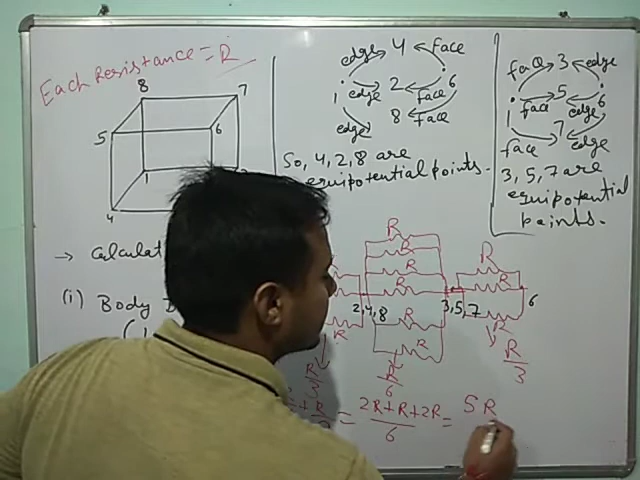 Each Resistance = R
8
7
5
6
1
4
→ Calculat
(i) Body D
(1
edge 4 face
1 edge 2 face 6
edge 8 face
So, 4, 2, 8 are
equipotential points.
face 3 edge
1 face 5 edge 6
face 7 edge
3, 5, 7 are
equipotential
points.
R
R
R
R
R
R
R
R
R
R
R
2,4,8
3,5,7
6
R/3
R/6
R/3
= 2R+R+2R/6 = 5R